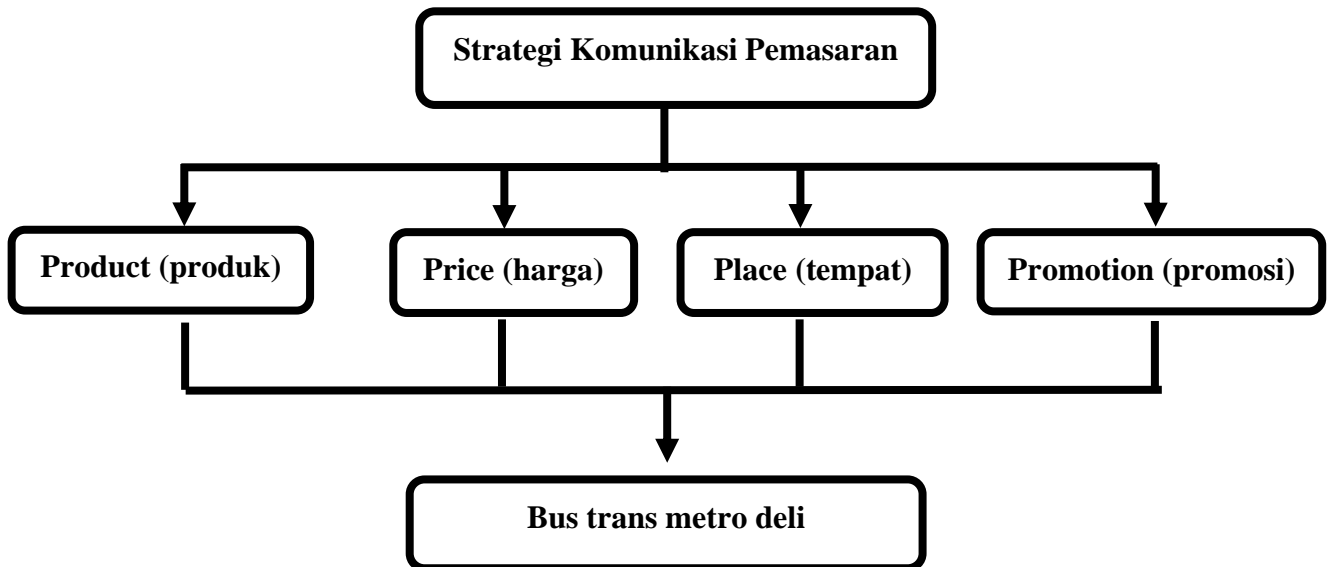 Strategi Komunikasi Pemasaran
Product (produk)
Price (harga)
Place (tempat)
Promotion (promosi)
Bus trans metro deli